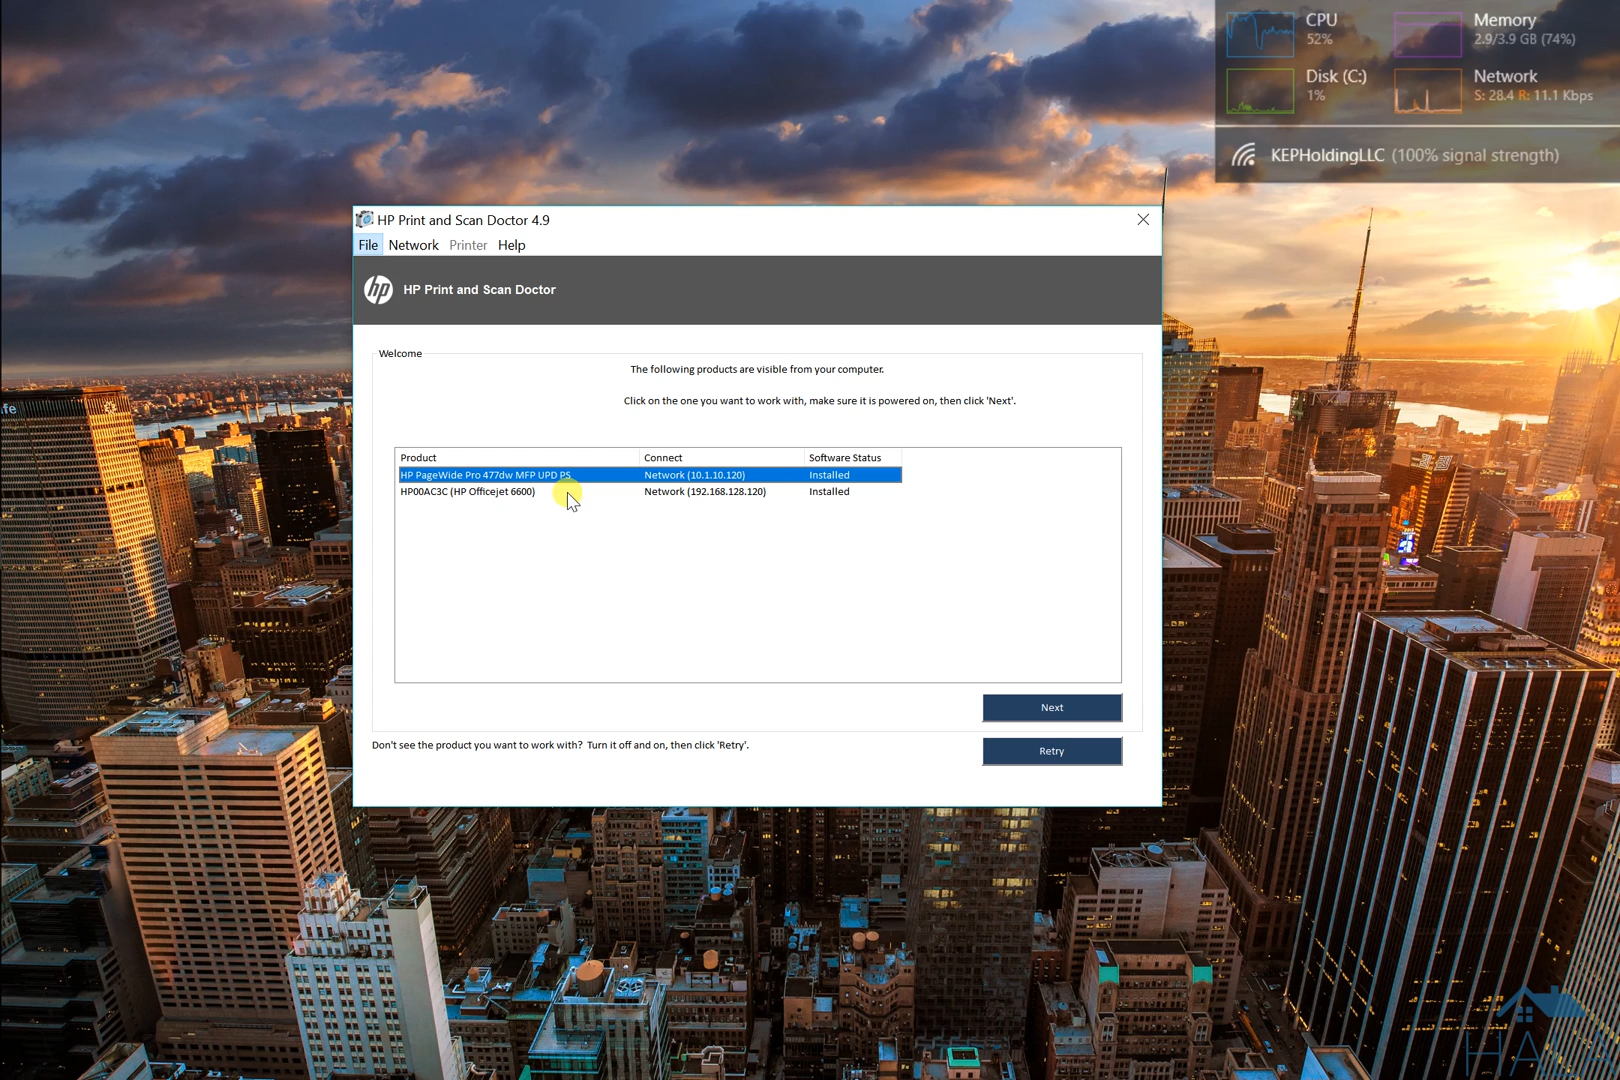 CPU
52%
Memory
2.9/3.9 GB (74%)
Disk (C:)
1%
Network
S: 28.4 R: 11.1 Kbps
KEPHoldingLLC (100% signal strength)
HP Print and Scan Doctor 4.9
File Network Printer Help
hp HP Print and Scan Doctor
Welcome
The following products are visible from your computer.
Click on the one you want to work with, make sure it is powered on, then click 'Next'.
Product Connect Software Status
HP PageWide Pro 477dw MFP UPD PS Network (10.1.10.120) Installed
HP00AC3C (HP Officejet 6600) Network (192.168.128.120) Installed
Next
Don't see the product you want to work with? Turn it off and on, then click 'Retry'.
Retry